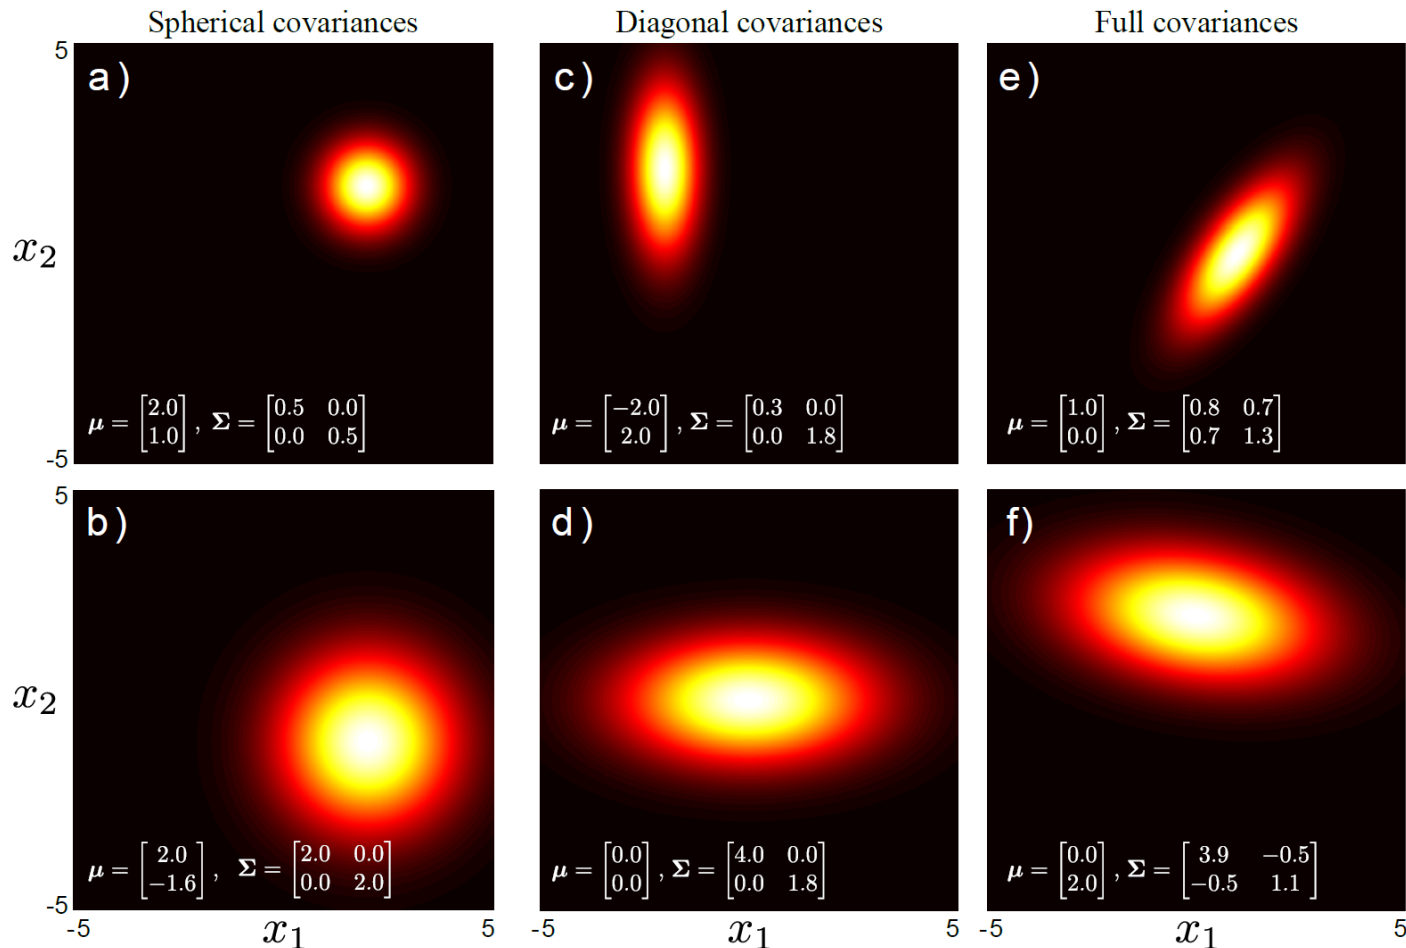 Spherical covariances Diagonal covariances Full covariances
5
a) c) e)
x₂
μ = [2.0 1.0], Σ = [0.5 0.0 0.0 0.5]
μ = [−2.0 2.0], Σ = [0.3 0.0 0.0 1.8]
μ = [1.0 0.0], Σ = [0.8 0.7 0.7 1.3]
-5
5
b) d) f)
x₂
μ = [2.0 −1.6], Σ = [2.0 0.0 0.0 2.0]
μ = [0.0 0.0], Σ = [4.0 0.0 0.0 1.8]
μ = [0.0 2.0], Σ = [3.9 −0.5 −0.5 1.1]
-5
-5 x₁ 5 -5 x₁ 5 -5 x₁ 5